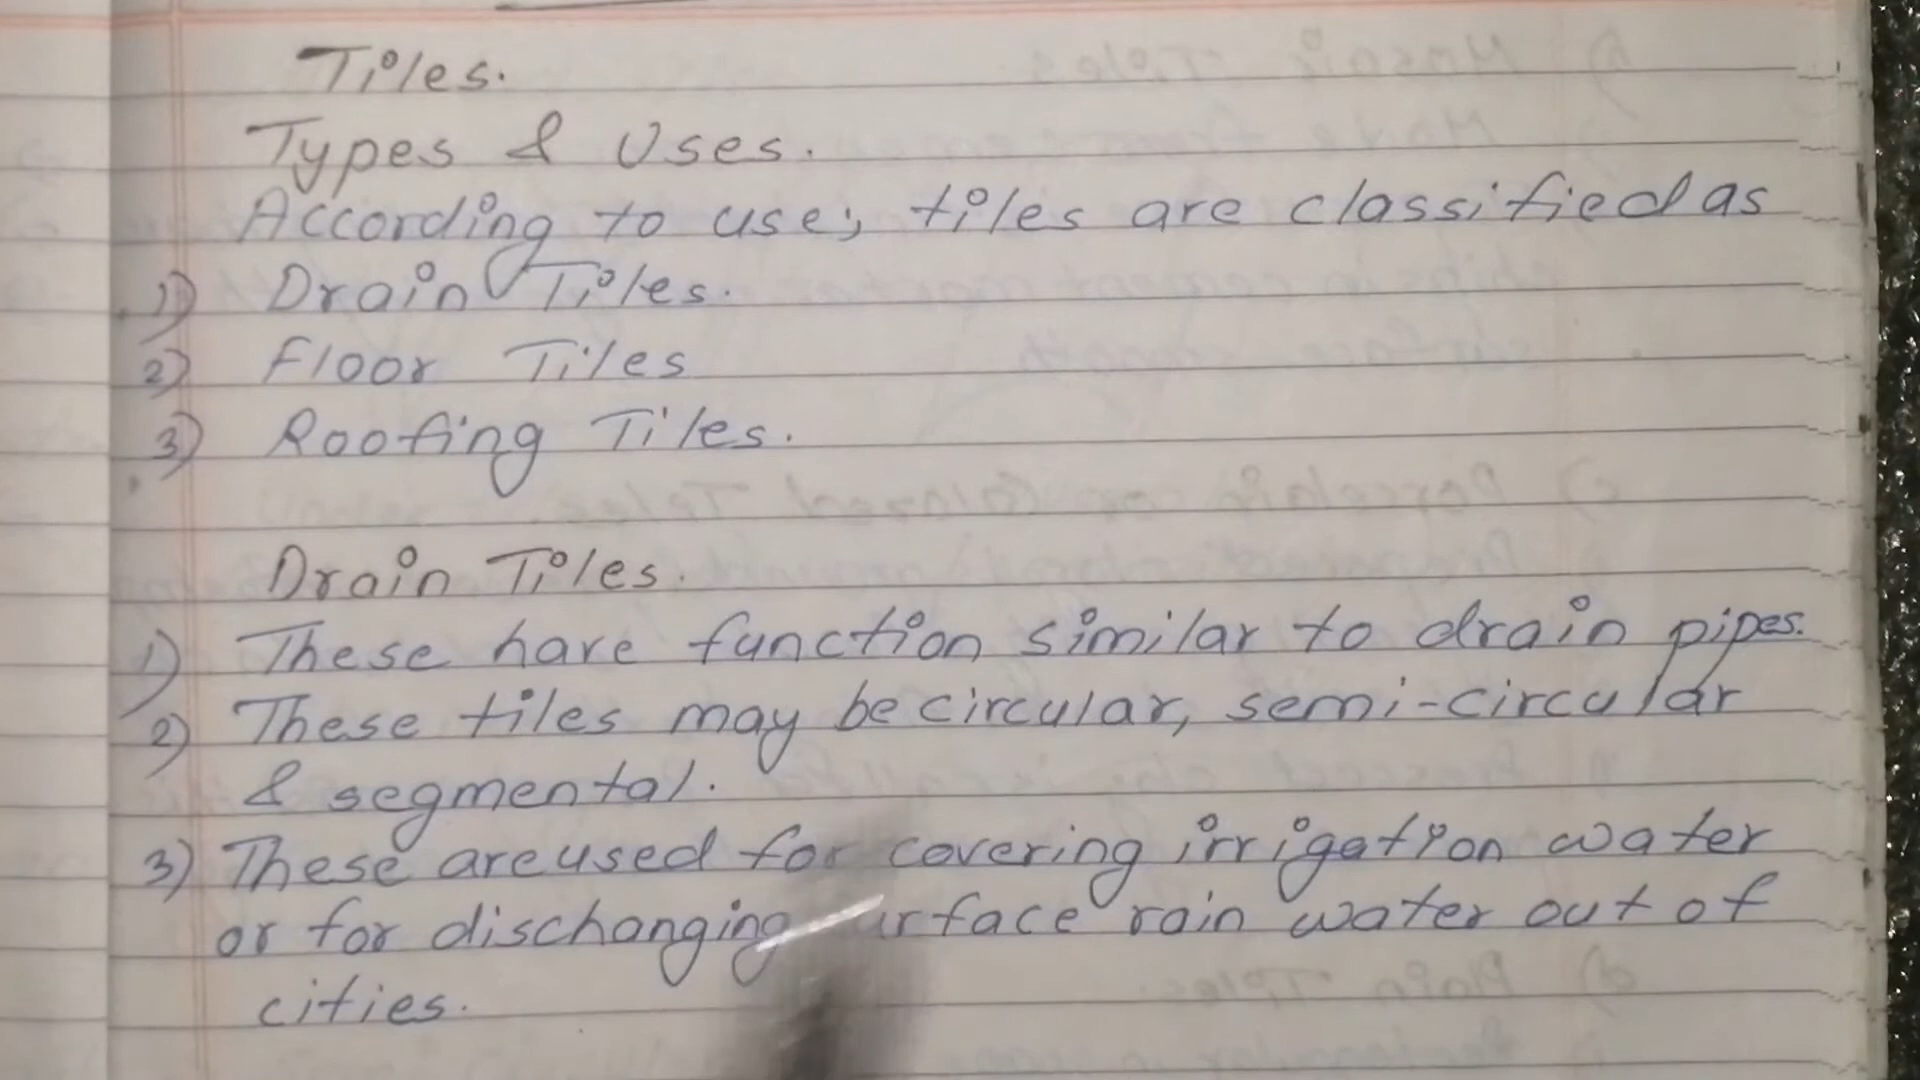 Tiles.
Types & Uses.
According to use, tiles are classified as
1) Drain Tiles.
2) Floor Tiles
3) Roofing Tiles.
Drain Tiles.
1) These have function similar to drain pipes.
2) These tiles may be circular, semi-circular
& segmental.
3) These are used for covering irrigation water
or for dischanging rain water out of
cities.